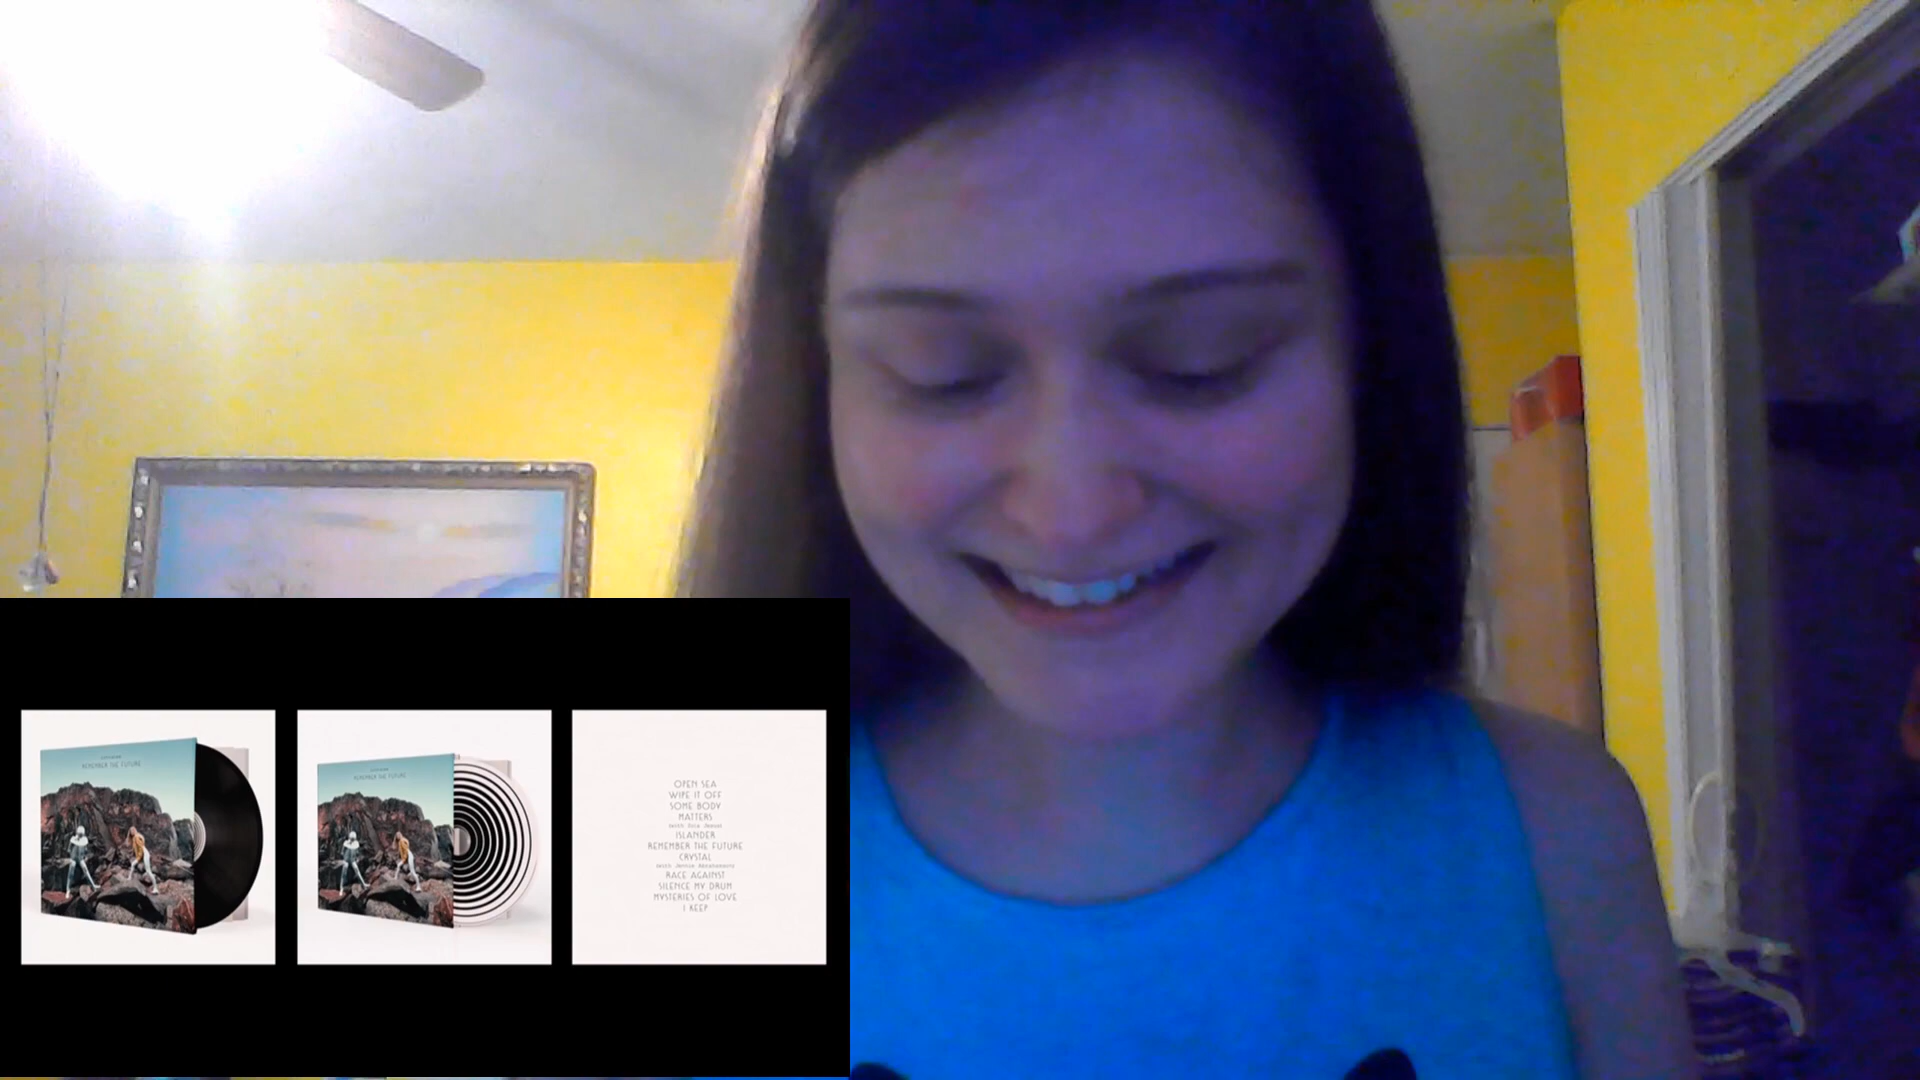 REMEMBER THE FUTURE
REMEMBER THE FUTURE
OPEN SEA
WIPE IT OFF
SOME BODY
MATTERS
ISLANDER
REMEMBER THE FUTURE
CRYSTAL
RACE AGAINST
SILENCE MY DRUM
MYSTERIES OF LOVE
I KEEP